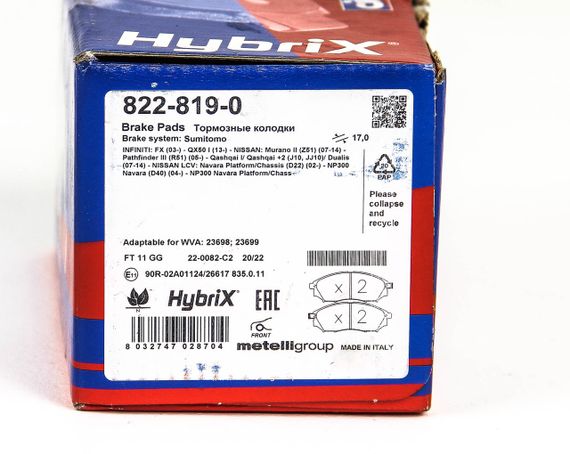 HybriX®
822-819-0
Brake Pads Тормозные колодки
Brake system: Sumitomo
17,0
INFINITI: FX (03-) - QX50 I (13-) - NISSAN: Murano II (Z51) (07-14) -
Pathfinder III (R51) (05-) - Qashqai I/ Qashqai +2 (J10, JJ10)/ Dualis
(07-14) - NISSAN LCV: Navara Platform/Chassis (D22) (02-) - NP300
Navara (D40) (04-) - NP300 Navara Platform/Chass
20
PAP
Please
collapse
and
recycle
Adaptable for WVA: 23698; 23699
FT 11 GG 22-0082-C2 20/22
E11 90R-02A01124/26617 835.0.11
N
HybriX® EAC
x 2
x 2
8 032747 028704
FRONT
metelligroup
MADE IN ITALY